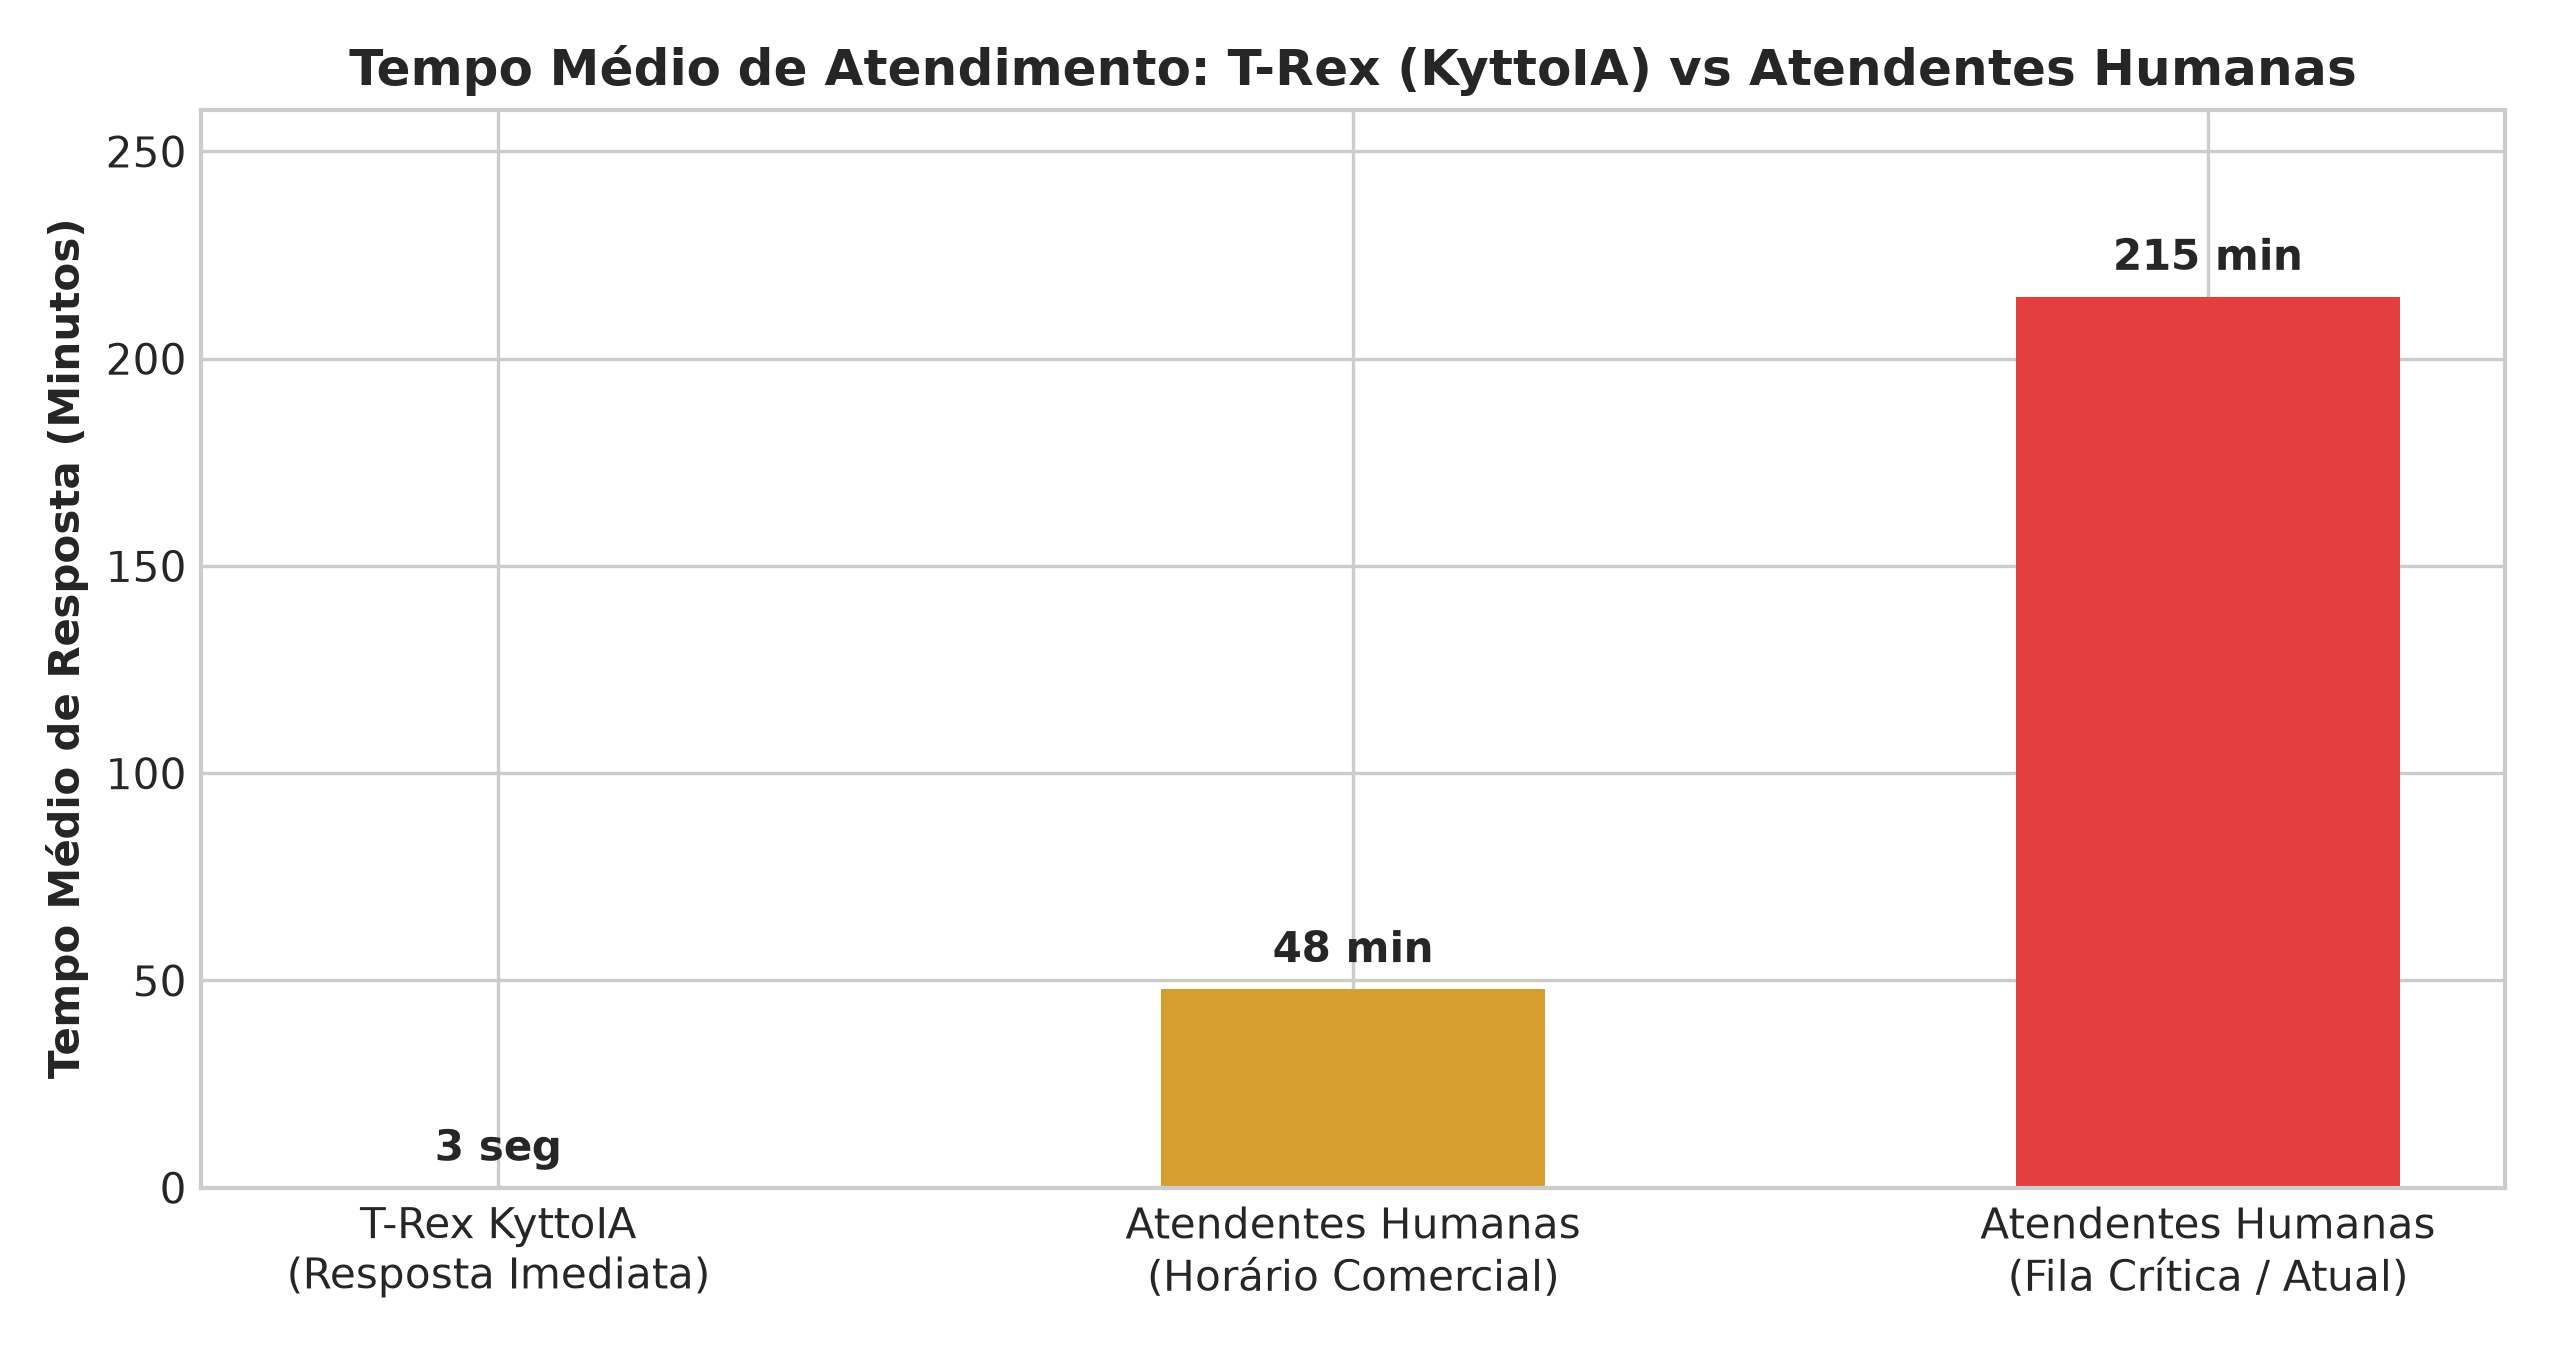 Tempo Médio de Atendimento: T-Rex (KyttoIA) vs Atendentes Humanas
Tempo Médio de Resposta (Minutos)
250
200
150
100
50
0
3 seg
48 min
215 min
T-Rex KyttoIA
(Resposta Imediata)
Atendentes Humanas
(Horário Comercial)
Atendentes Humanas
(Fila Crítica / Atual)